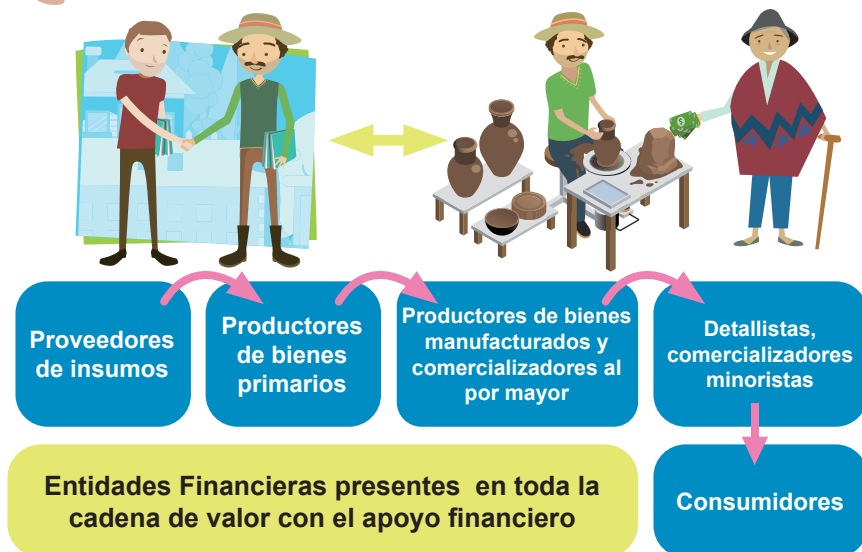 Proveedores
de insumos
Productores
de bienes
primarios
Productores de bienes
manufacturados y
comercializadores al
por mayor
Detallistas,
comercializadores
minoristas
Entidades Financieras presentes en toda la
cadena de valor con el apoyo financiero
Consumidores